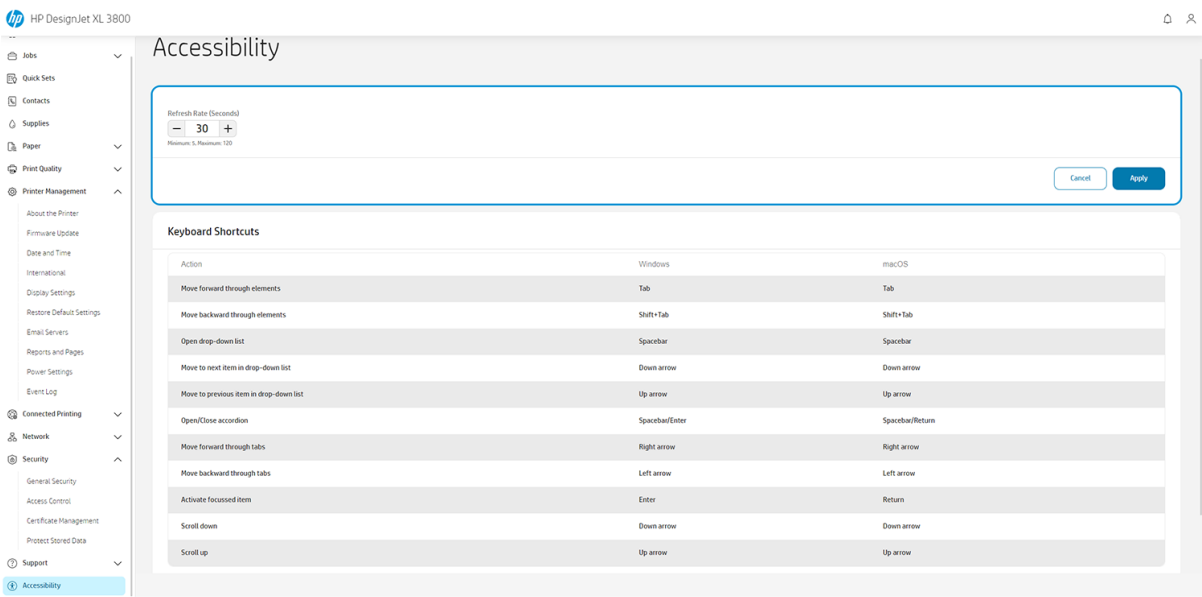 hp HP DesignJet XL 3800
Jobs
Quick Sets
Contacts
Supplies
Paper
Print Quality
Printer Management
About the Printer
Firmware Update
Date and Time
International
Display Settings
Restore Default Settings
Email Servers
Reports and Pages
Power Settings
Event Log
Connected Printing
Network
Security
General Security
Access Control
Certificate Management
Protect Stored Data
Support
Accessibility
Accessibility
Refresh Rate (Seconds)
− 30 +
Minimum: 5, Maximum: 120
Cancel Apply
Keyboard Shortcuts
Action Windows macOS
Move forward through elements Tab Tab
Move backward through elements Shift+Tab Shift+Tab
Open drop-down list Spacebar Spacebar
Move to next item in drop-down list Down arrow Down arrow
Move to previous item in drop-down list Up arrow Up arrow
Open/Close accordion Spacebar/Enter Spacebar/Return
Move forward through tabs Right arrow Right arrow
Move backward through tabs Left arrow Left arrow
Activate focussed item Enter Return
Scroll down Down arrow Down arrow
Scroll up Up arrow Up arrow